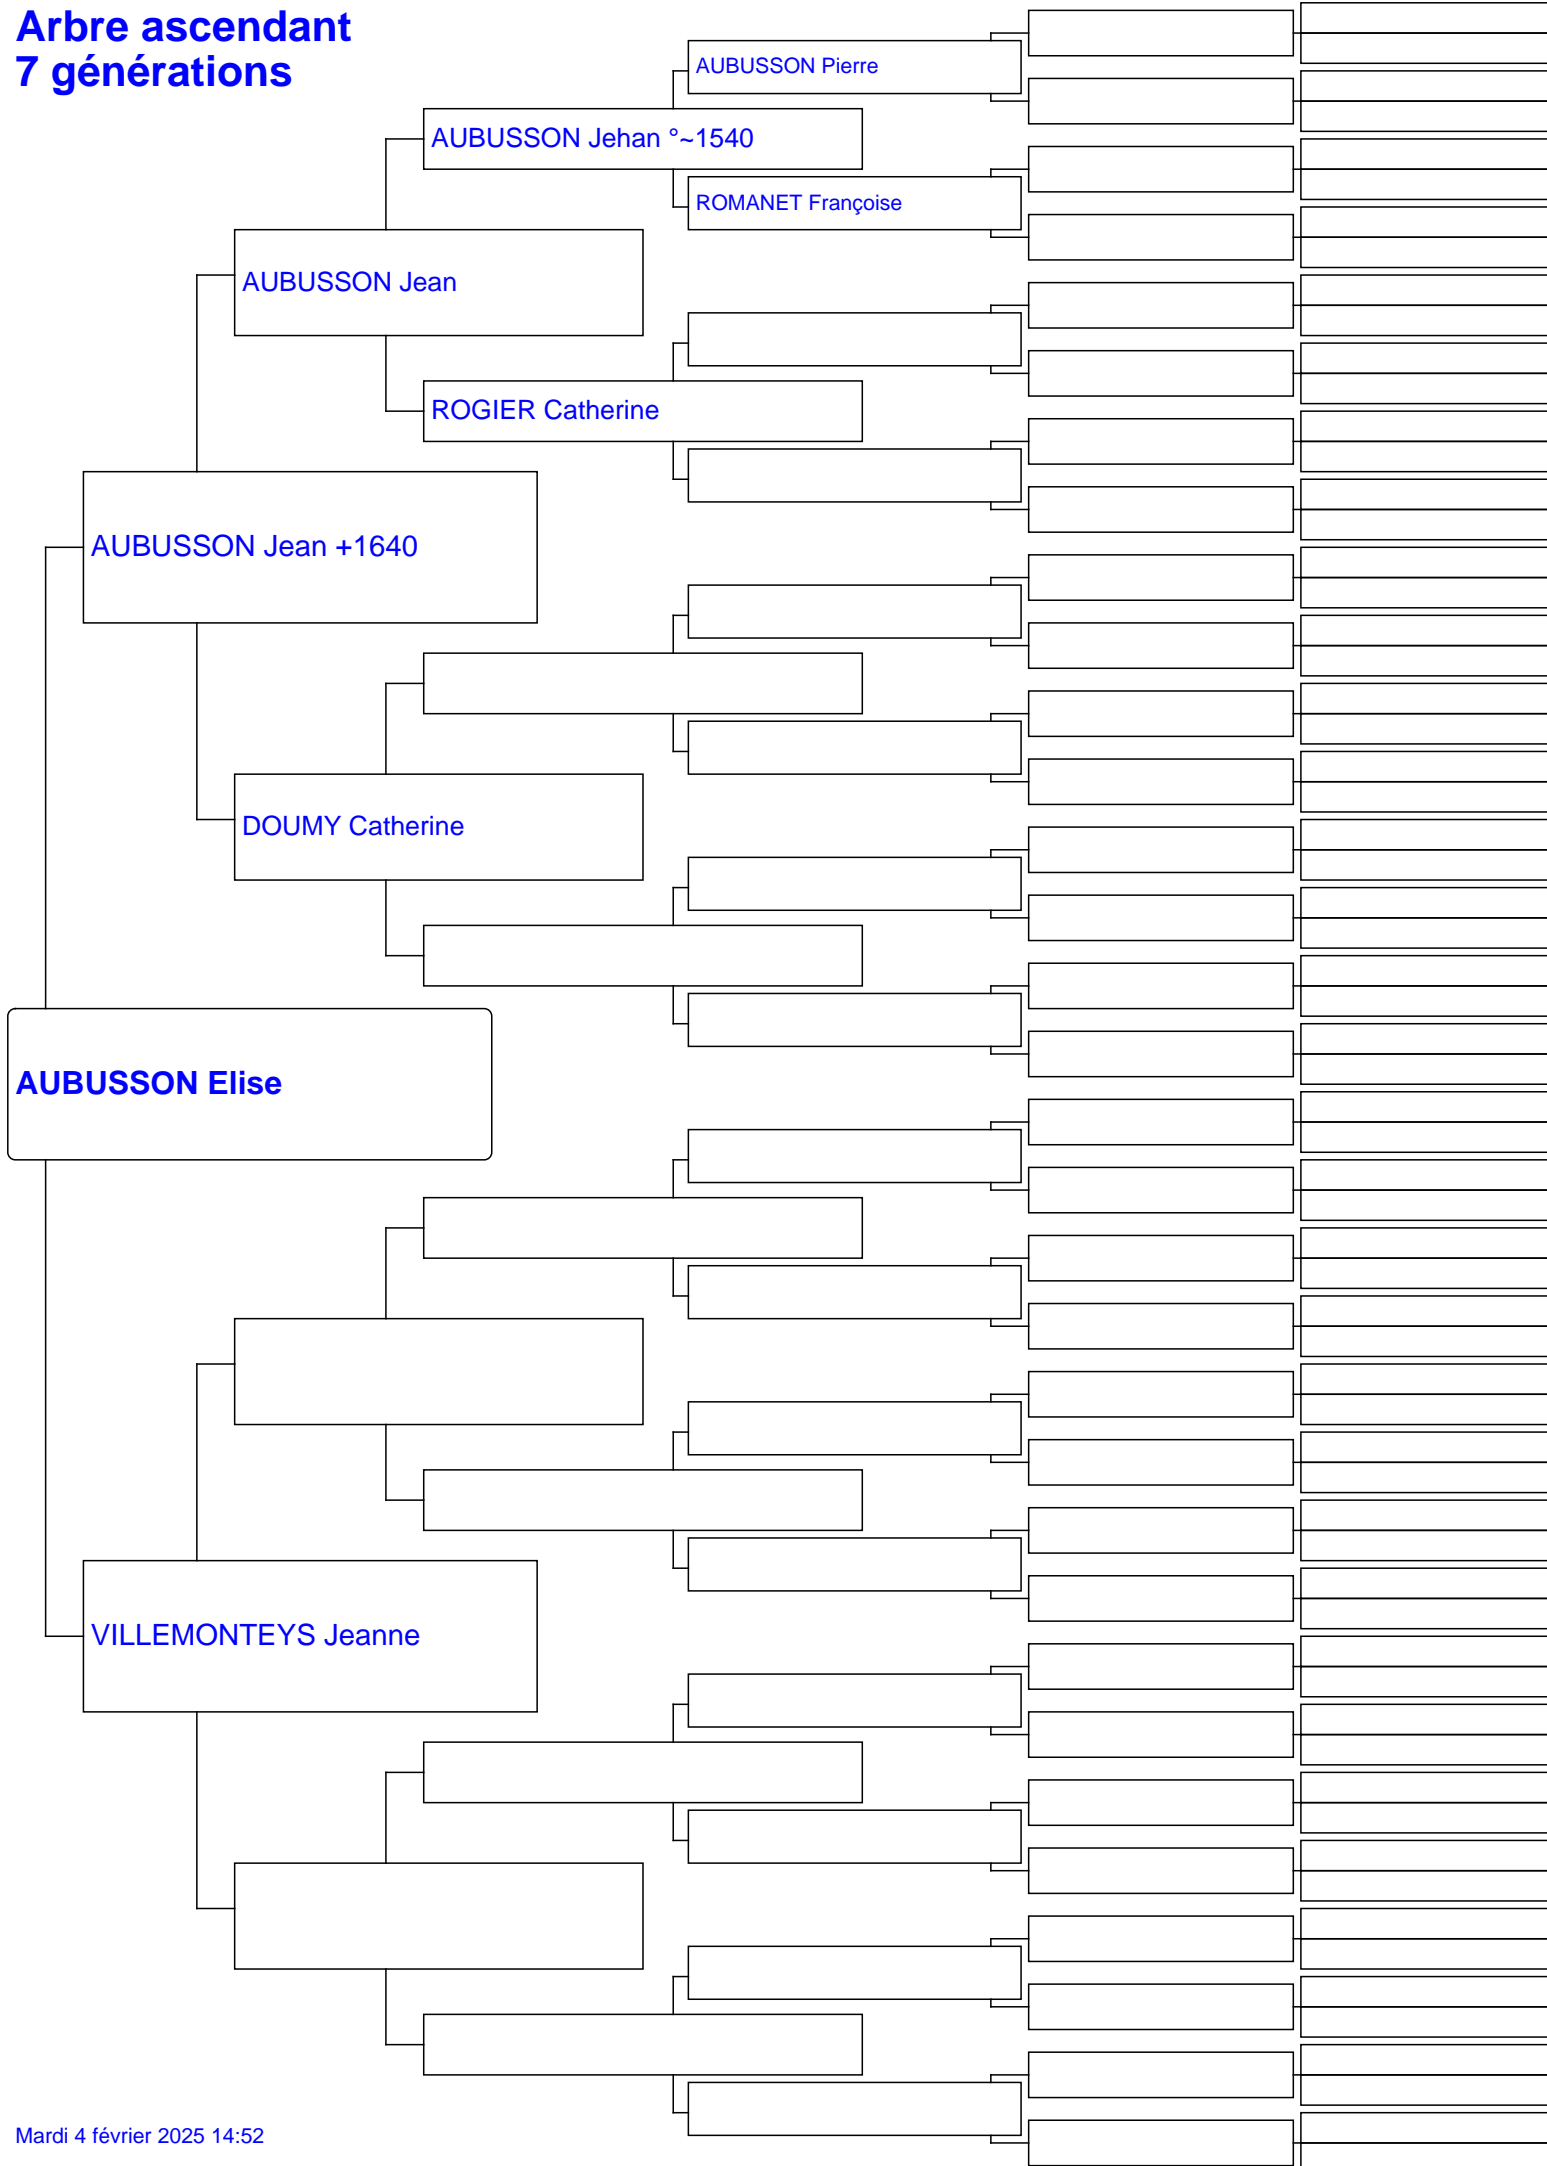 Arbre ascendant
7 générations
AUBUSSON Pierre
AUBUSSON Jehan °~1540
ROMANET Françoise
AUBUSSON Jean
ROGIER Catherine
AUBUSSON Jean +1640
DOUMY Catherine
AUBUSSON Elise
VILLEMONTEYS Jeanne
Mardi 4 février 2025 14:52